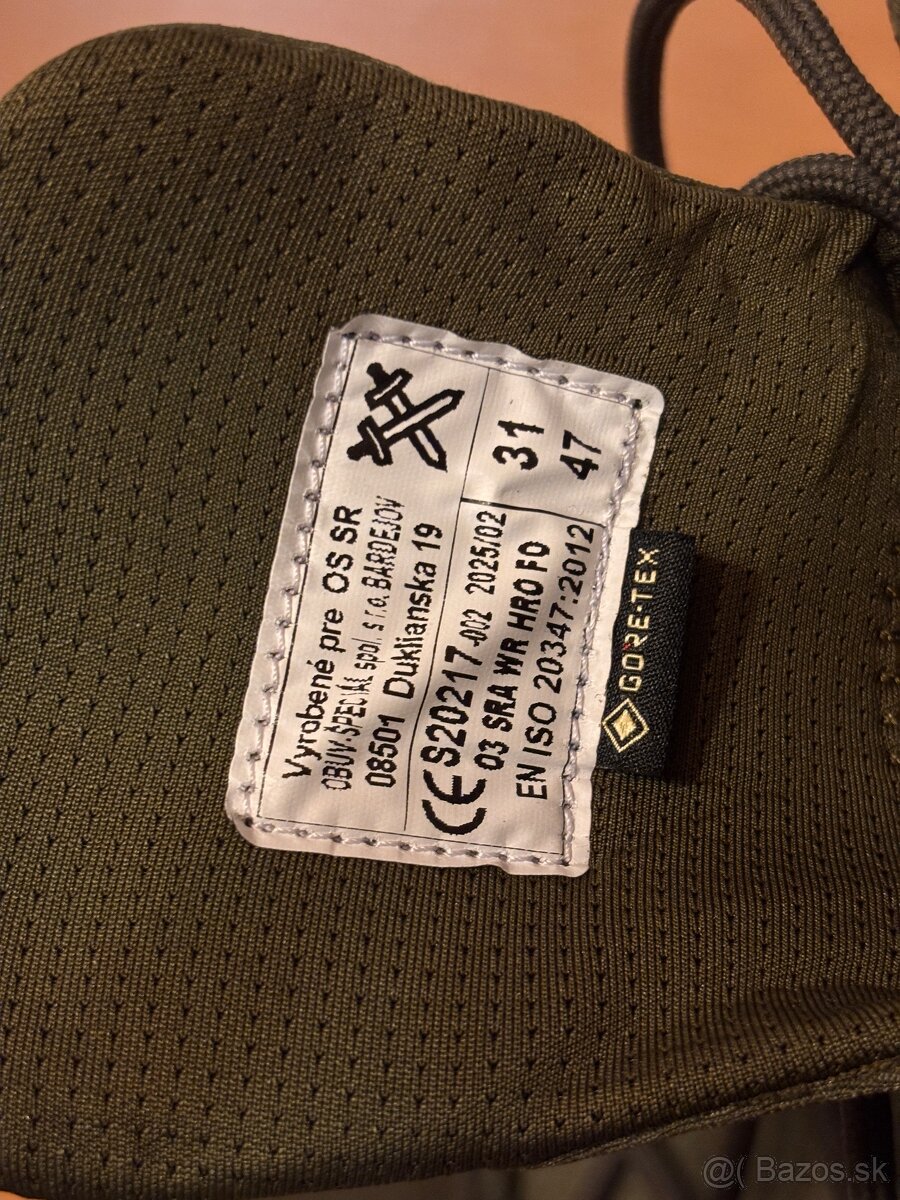 Vyrobené pre OS SR
OBUV-ŠPECIÁL spol. s r.o. BARDEJOV
08501 Duklianska 19
CE S20217-002 2025/02
O3 SRA WR HRO FO
EN ISO 20347:2012
31
47
GORE-TEX
@( Bazos.sk